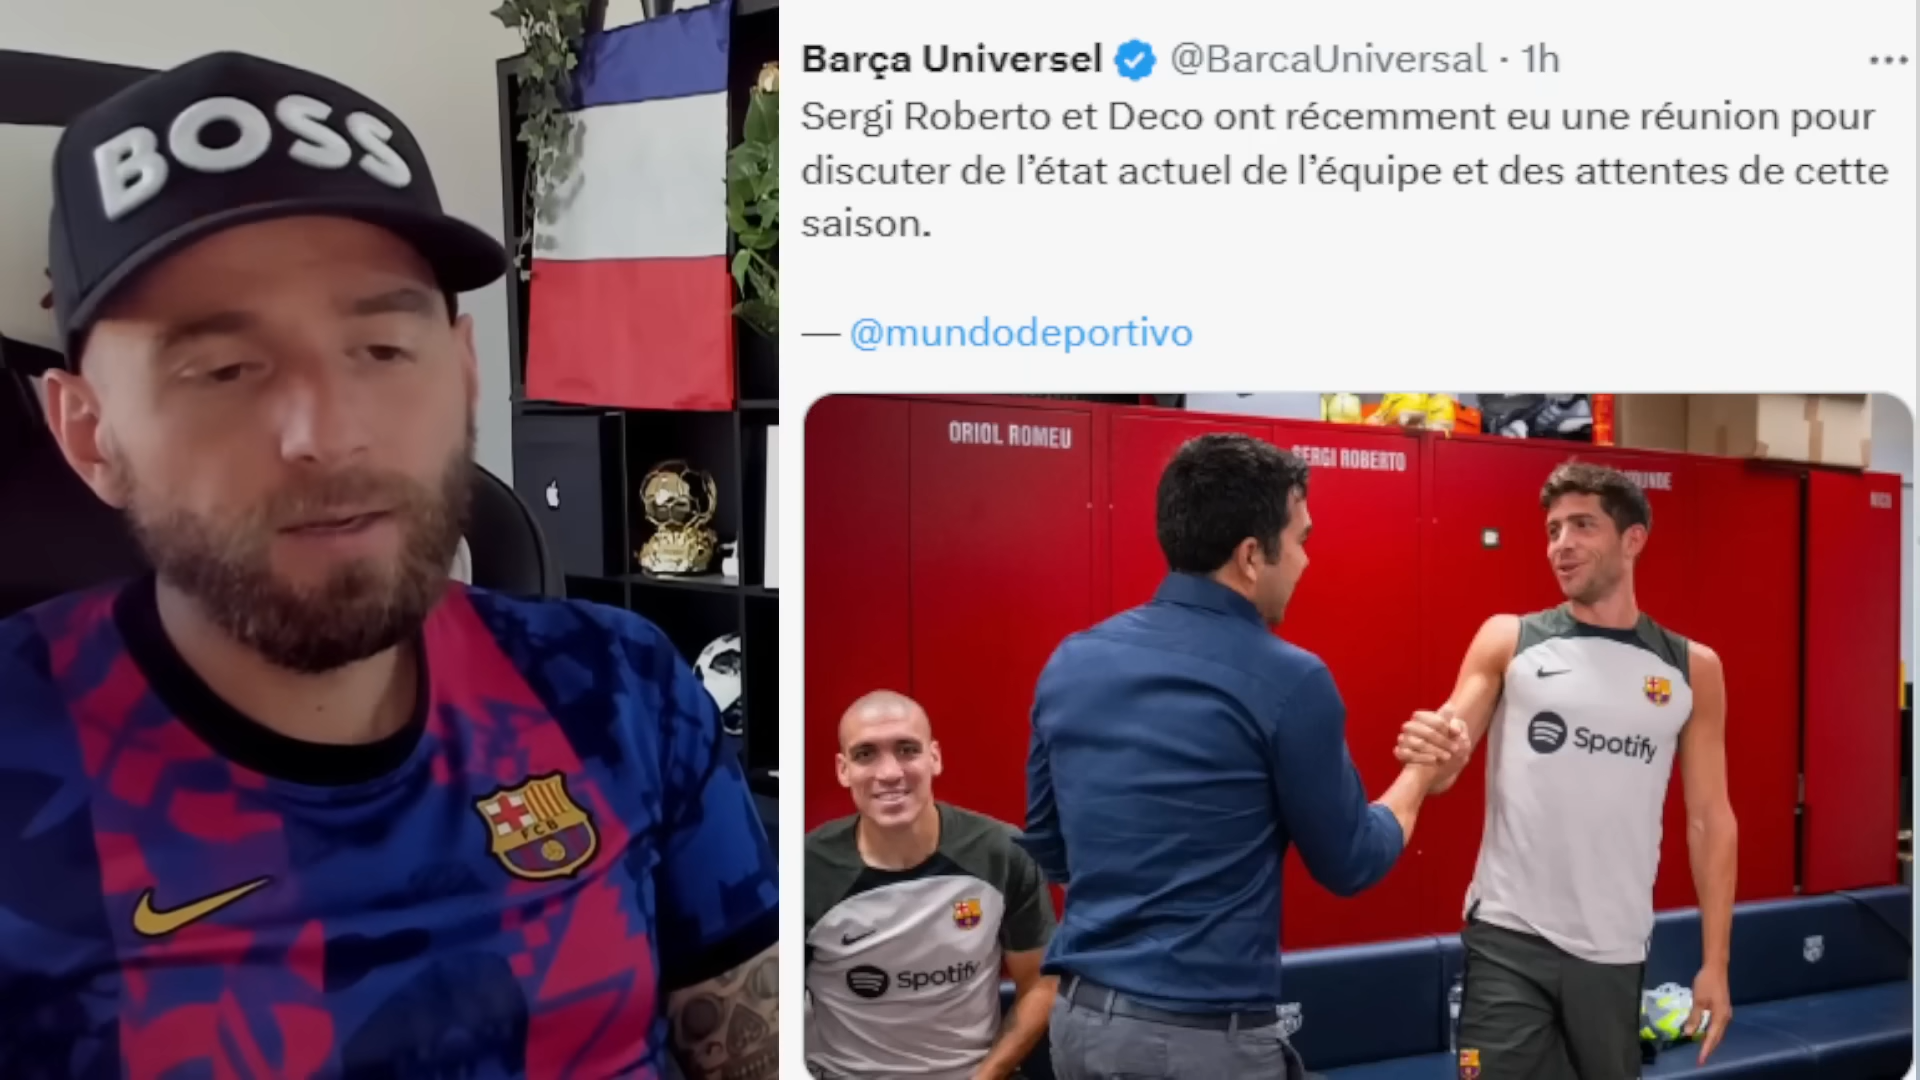 BOSS
FCB
Barça Universel @BarcaUniversal · 1h
Sergi Roberto et Deco ont récemment eu une réunion pour
discuter de l'état actuel de l'équipe et des attentes de cette
saison.
— @mundodeportivo
ORIOL ROMEU
SERGI ROBERTO
Spotify
Spotify